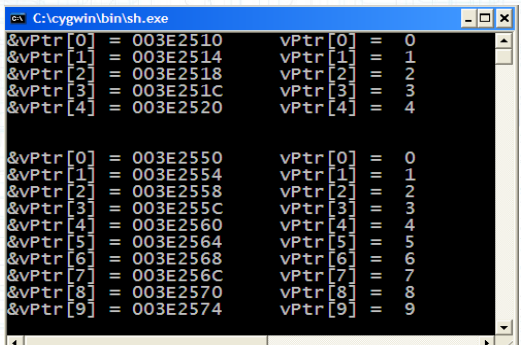 C:\cygwin\bin\sh.exe
&vPtr[0] = 003E2510 vPtr[0] = 0
&vPtr[1] = 003E2514 vPtr[1] = 1
&vPtr[2] = 003E2518 vPtr[2] = 2
&vPtr[3] = 003E251C vPtr[3] = 3
&vPtr[4] = 003E2520 vPtr[4] = 4
&vPtr[0] = 003E2550 vPtr[0] = 0
&vPtr[1] = 003E2554 vPtr[1] = 1
&vPtr[2] = 003E2558 vPtr[2] = 2
&vPtr[3] = 003E255C vPtr[3] = 3
&vPtr[4] = 003E2560 vPtr[4] = 4
&vPtr[5] = 003E2564 vPtr[5] = 5
&vPtr[6] = 003E2568 vPtr[6] = 6
&vPtr[7] = 003E256C vPtr[7] = 7
&vPtr[8] = 003E2570 vPtr[8] = 8
&vPtr[9] = 003E2574 vPtr[9] = 9